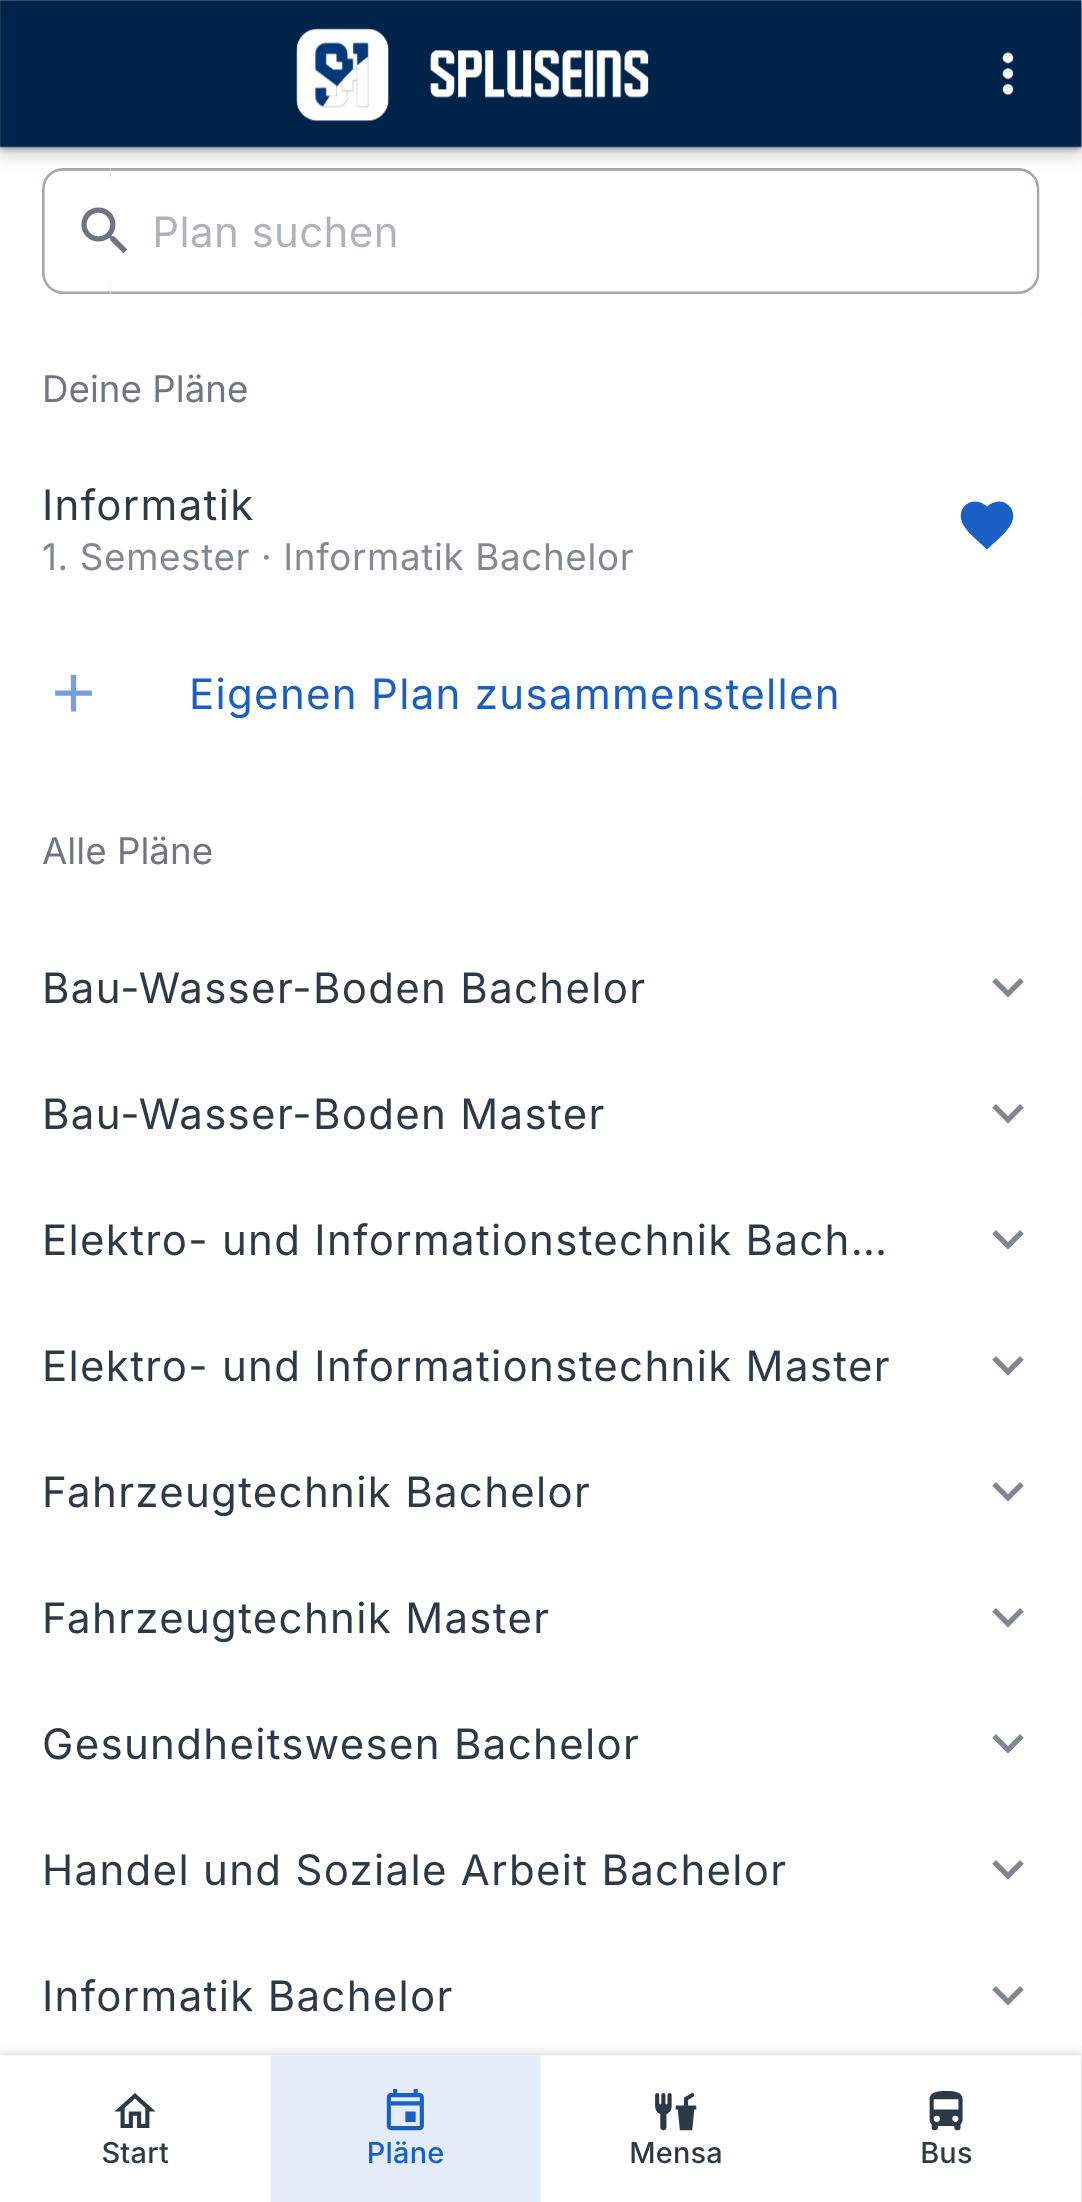 SPLUSEINS
Plan suchen
Deine Pläne
Informatik
1. Semester · Informatik Bachelor
Eigenen Plan zusammenstellen
Alle Pläne
Bau-Wasser-Boden Bachelor
Bau-Wasser-Boden Master
Elektro- und Informationstechnik Bach...
Elektro- und Informationstechnik Master
Fahrzeugtechnik Bachelor
Fahrzeugtechnik Master
Gesundheitswesen Bachelor
Handel und Soziale Arbeit Bachelor
Informatik Bachelor
Start
Pläne
Mensa
Bus